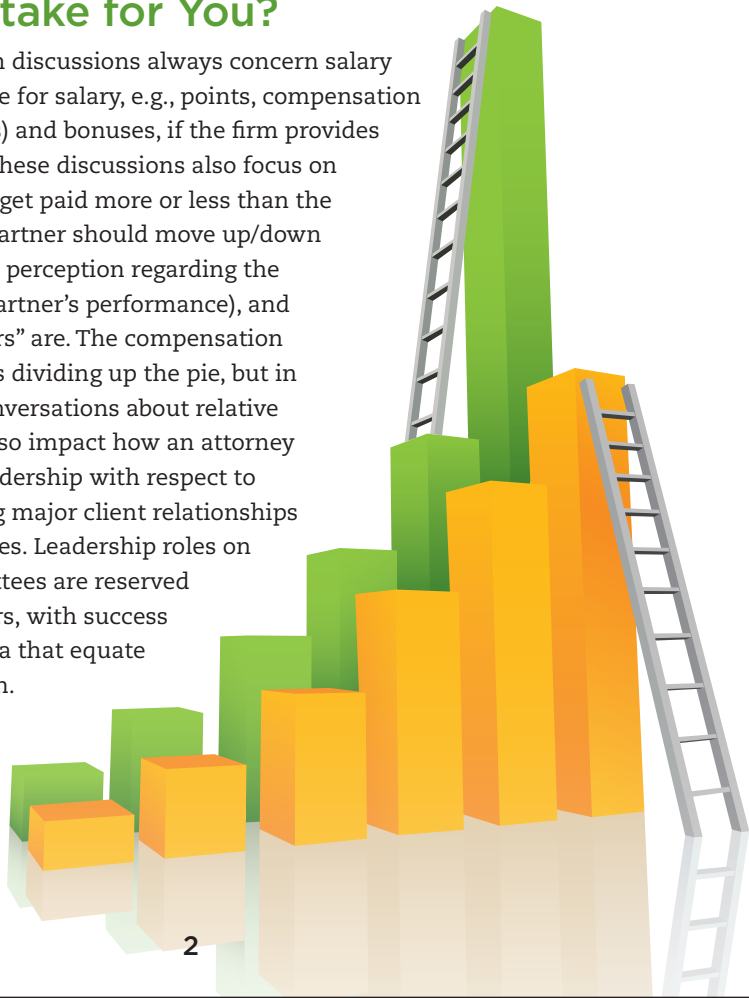 take for You?
n discussions always concern salary
e for salary, e.g., points, compensation
) and bonuses, if the firm provides
hese discussions also focus on
get paid more or less than the
artner should move up/down
perception regarding the
artner's performance), and
rs” are. The compensation
s dividing up the pie, but in
nversations about relative
so impact how an attorney
dership with respect to
g major client relationships
es. Leadership roles on
ttees are reserved
rs, with success
a that equate
n.
2